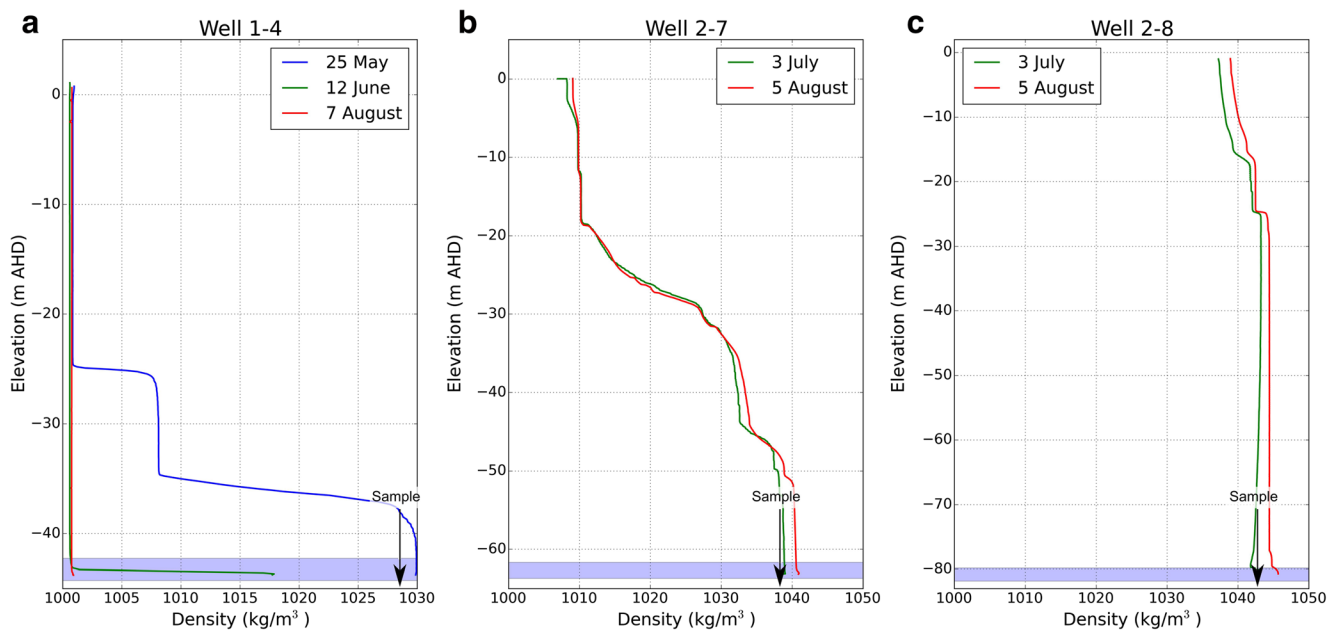 a
Well 1-4
25 May
12 June
7 August
Elevation (m AHD)
0
−10
−20
−30
−40
Sample
1000 1005 1010 1015 1020 1025 1030
Density (kg/m³)
b
Well 2-7
3 July
5 August
Elevation (m AHD)
0
−10
−20
−30
−40
−50
−60
Sample
1000 1010 1020 1030 1040 1050
Density (kg/m³)
c
Well 2-8
3 July
5 August
Elevation (m AHD)
0
−10
−20
−30
−40
−50
−60
−70
−80
Sample
1000 1010 1020 1030 1040 1050
Density (kg/m³)